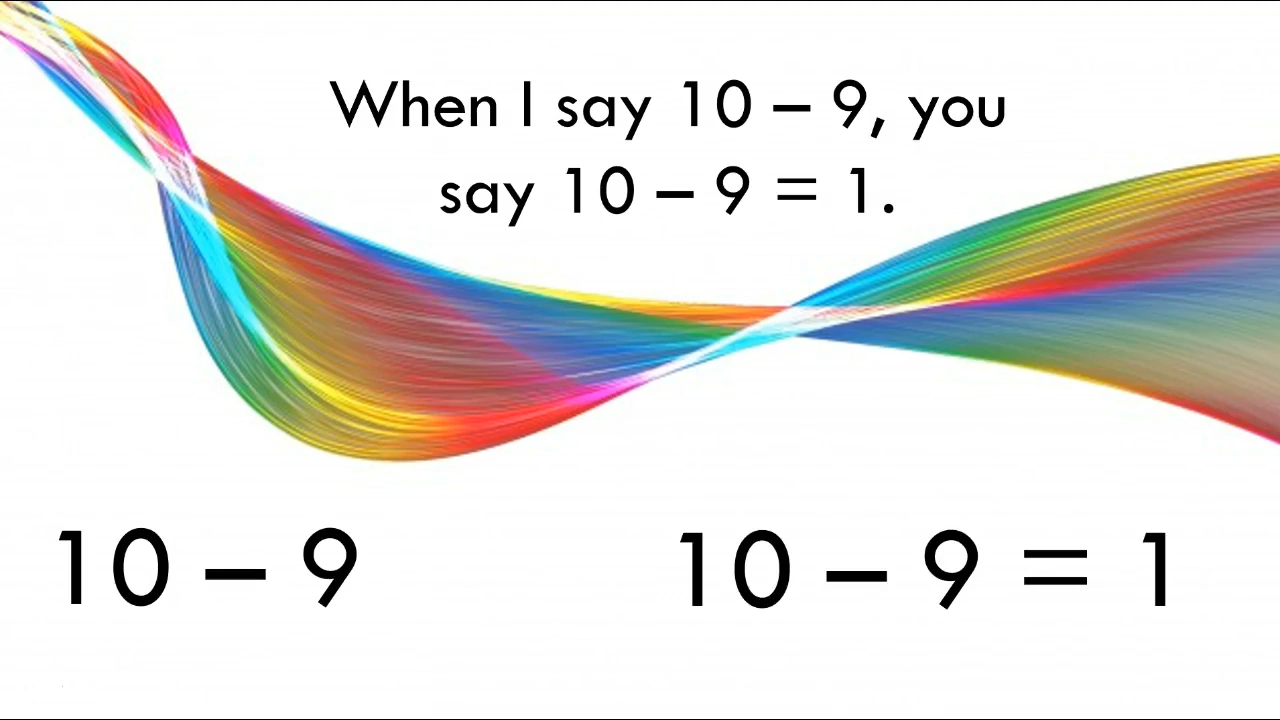 When I say 10 – 9, you
say 10 – 9 = 1.
10 – 9
10 – 9 = 1